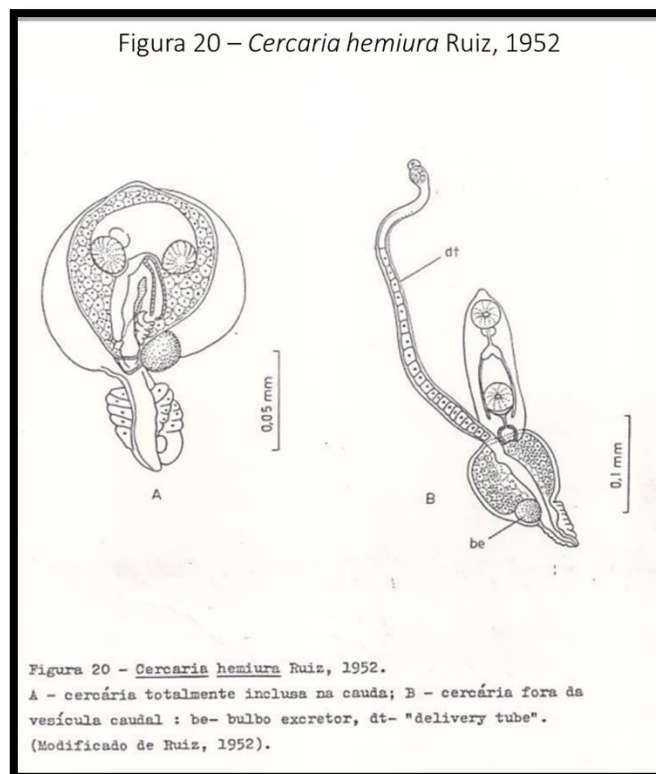 Figura 20 – Cercaria hemiura Ruiz, 1952
dt
0,05 mm
A
B
0,1 mm
be
Figura 20 - Cercaria hemiura Ruiz, 1952.
A - cercária totalmente inclusa na cauda; B - cercária fora da
vesícula caudal : be- bulbo excretor, dt- "delivery tube".
(Modificado de Ruiz, 1952).